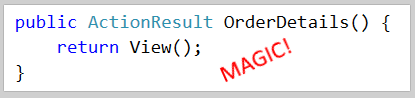 public ActionResult OrderDetails() {
    return View();
MAGIC!
}